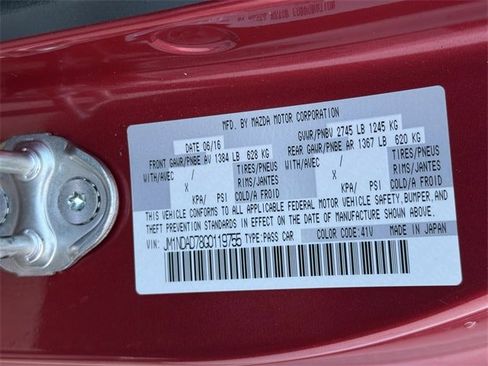 MFD. BY MAZDA MOTOR CORPORATION
06/16 GVWR/PNBV 2745 LB 1245 KG
FRONT GAWR/PNBE AV 1384 LB 628 KG REAR GAWR/PNBE AR 1367 LB 620 KG
WITH/AVEC / TIRES/PNEUS WITH/AVEC / TIRES/PNEUS
X RIMS/JANTES X RIMS/JANTES
KPA/ PSI COLD/A FROID KPA/ PSI COLD/A FROID
THIS VEHICLE CONFORMS TO ALL APPLICABLE FEDERAL MOTOR VEHICLE SAFETY, BUMPER, AND
THEFT PREVENTION STANDARDS IN EFFECT ON THE DATE OF MANUFACTURE SHOWN ABOVE.
VIN: JM1NDAD78G0119755 TYPE:PASS CAR COLOR CODE:41V MADE IN JAPAN